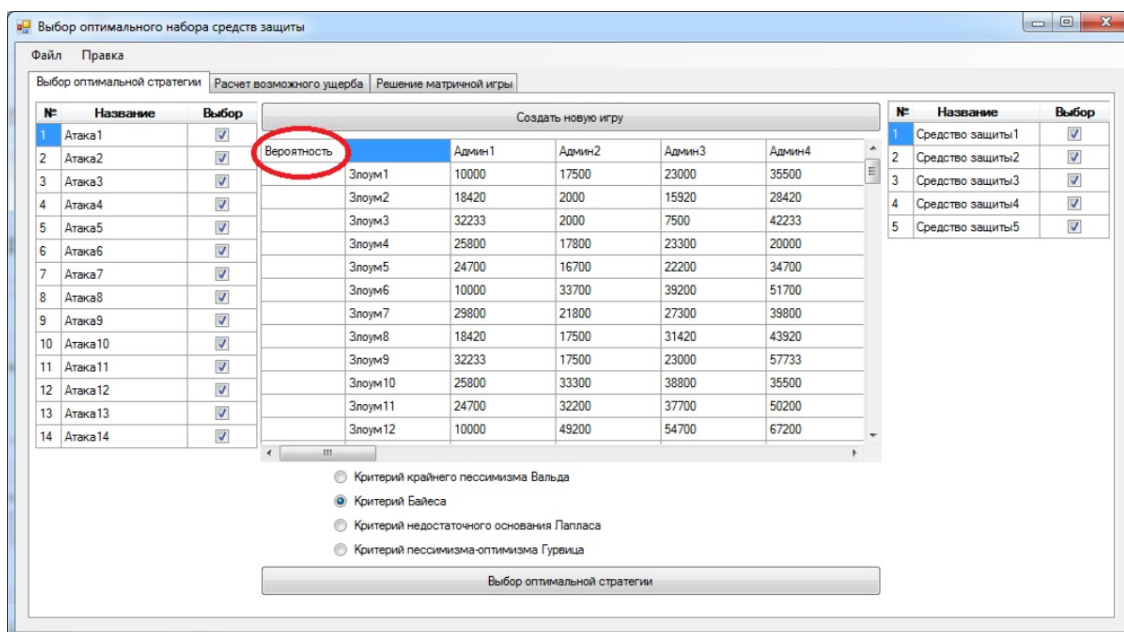 Выбор оптимального набора средств защиты
Файл Правка
Выбор оптимальной стратегии Расчет возможного ущерба Решение матричной игры
№ Название Выбор
1 Атака1
2 Атака2
3 Атака3
4 Атака4
5 Атака5
6 Атака6
7 Атака7
8 Атака8
9 Атака9
10 Атака10
11 Атака11
12 Атака12
13 Атака13
14 Атака14
Создать новую игру
Вероятность Админ1 Админ2 Админ3 Админ4
Злоум1 10000 17500 23000 35500
Злоум2 18420 2000 15920 28420
Злоум3 32233 2000 7500 42233
Злоум4 25800 17800 23300 20000
Злоум5 24700 16700 22200 34700
Злоум6 10000 33700 39200 51700
Злоум7 29800 21800 27300 39800
Злоум8 18420 17500 31420 43920
Злоум9 32233 17500 23000 57733
Злоум10 25800 33300 38800 35500
Злоум11 24700 32200 37700 50200
Злоум12 10000 49200 54700 67200
№ Название Выбор
1 Средство защиты1
2 Средство защиты2
3 Средство защиты3
4 Средство защиты4
5 Средство защиты5
Критерий крайнего пессимизма Вальда
Критерий Байеса
Критерий недостаточного основания Лапласа
Критерий пессимизма-оптимизма Гурвица
Выбор оптимальной стратегии